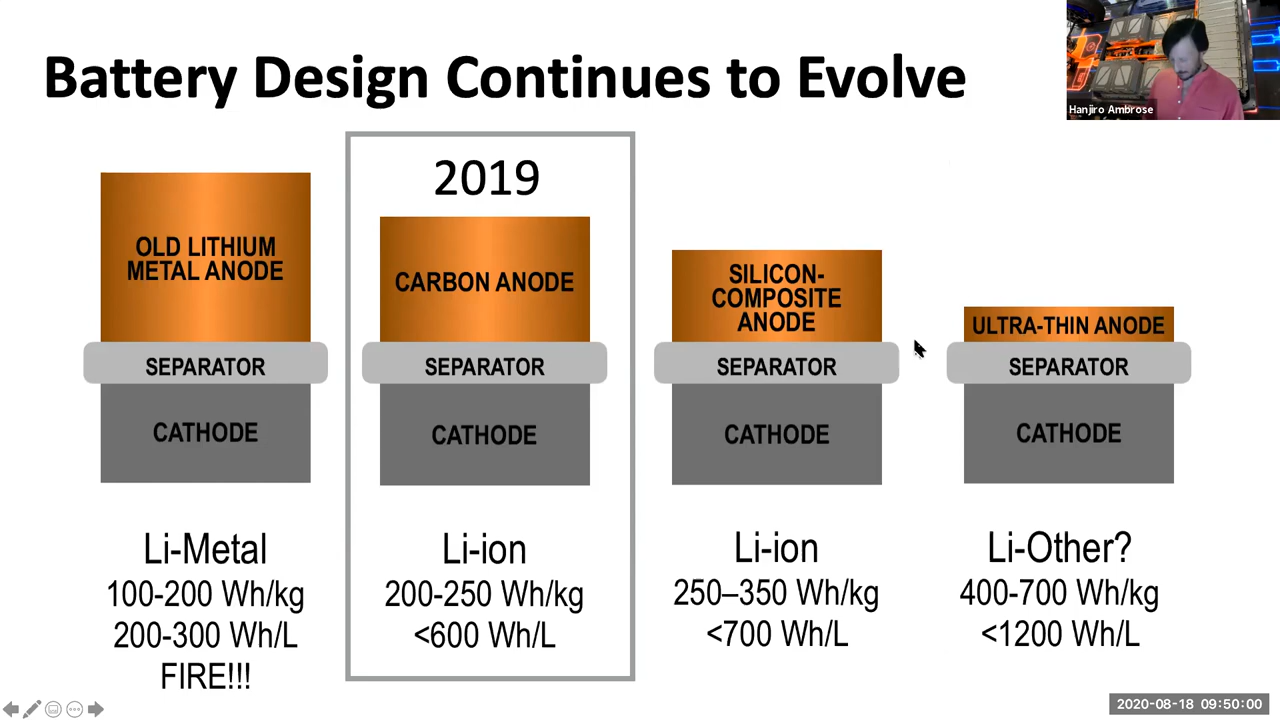 Battery Design Continues to Evolve
Hanjiro Ambrose
OLD LITHIUM
METAL ANODE
SEPARATOR
CATHODE
Li-Metal
100-200 Wh/kg
200-300 Wh/L
FIRE!!!
2019
CARBON ANODE
SEPARATOR
CATHODE
Li-ion
200-250 Wh/kg
<600 Wh/L
SILICON-
COMPOSITE
ANODE
SEPARATOR
CATHODE
Li-ion
250–350 Wh/kg
<700 Wh/L
ULTRA-THIN ANODE
SEPARATOR
CATHODE
Li-Other?
400-700 Wh/kg
<1200 Wh/L
2020-08-18 09:50:00